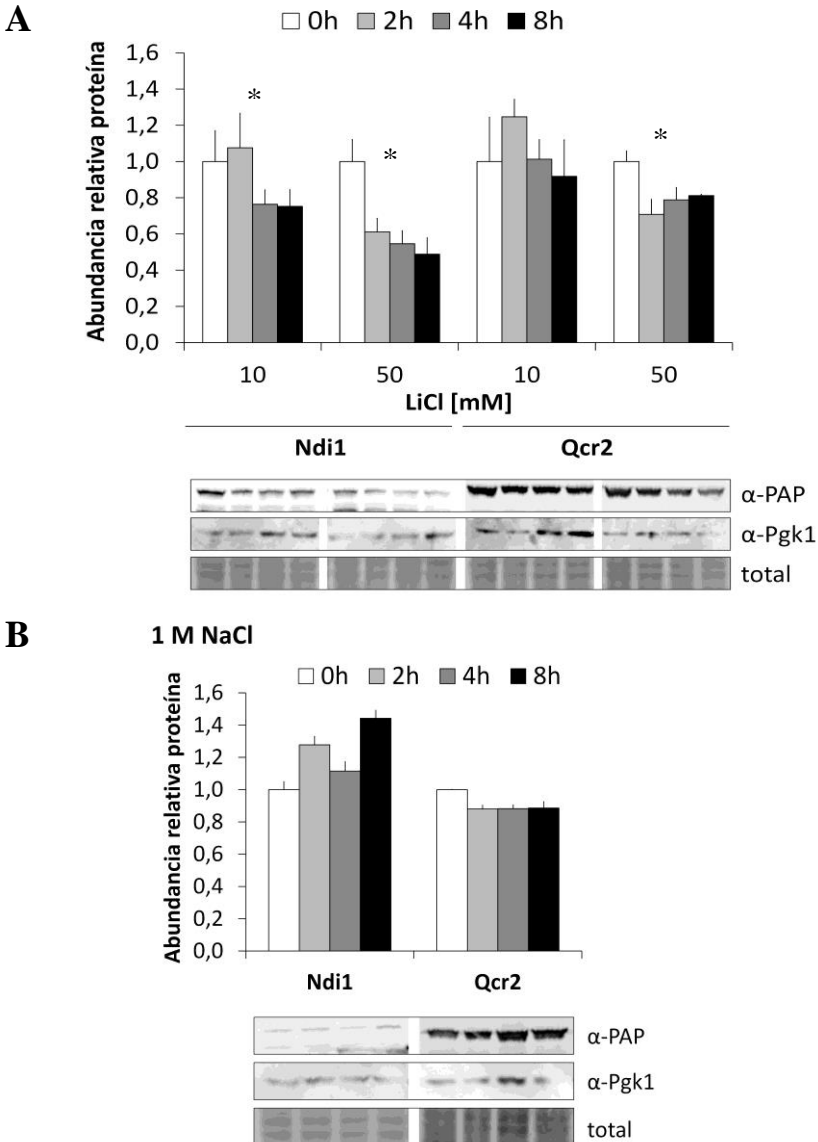 A
0h 2h 4h 8h
Abundancia relativa proteína
1,6
1,4
1,2
1,0
0,8
0,6
0,4
0,2
0,0
* * *
10 50 10 50
LiCl [mM]
Ndi1 Qcr2
α-PAP
α-Pgk1
total
B
1 M NaCl
0h 2h 4h 8h
Abundancia relativa proteína
1,6
1,4
1,2
1,0
0,8
0,6
0,4
0,2
0,0
Ndi1 Qcr2
α-PAP
α-Pgk1
total